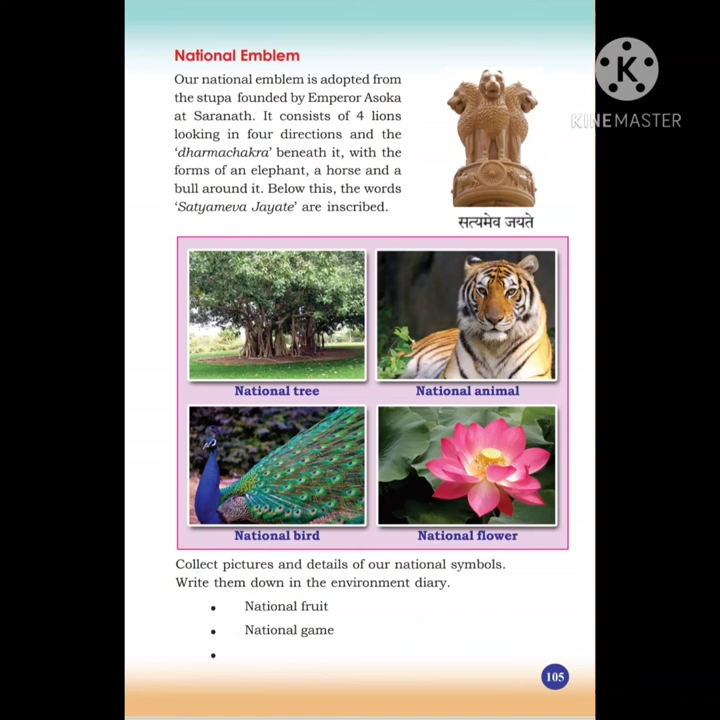 National Emblem
Our national emblem is adopted from
the stupa founded by Emperor Asoka
at Saranath. It consists of 4 lions
looking in four directions and the
‘dharmachakra’ beneath it, with the
forms of an elephant, a horse and a
bull around it. Below this, the words
‘Satyameva Jayate’ are inscribed.
सत्यमेव जयते
K
KINEMASTER
National tree
National animal
National bird
National flower
Collect pictures and details of our national symbols.
Write them down in the environment diary.
• National fruit
• National game
•
105